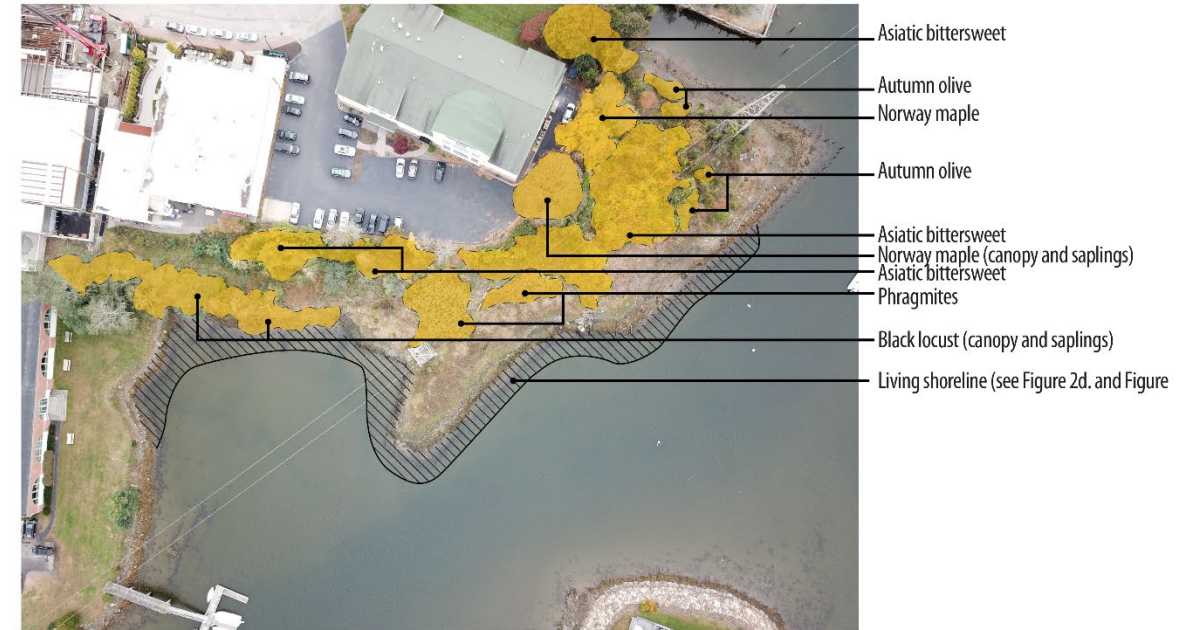 Asiatic bittersweet
Autumn olive
Norway maple
Autumn olive
Asiatic bittersweet
Norway maple (canopy and saplings)
Asiatic bittersweet
Phragmites
Black locust (canopy and saplings)
Living shoreline (see Figure 2d. and Figure